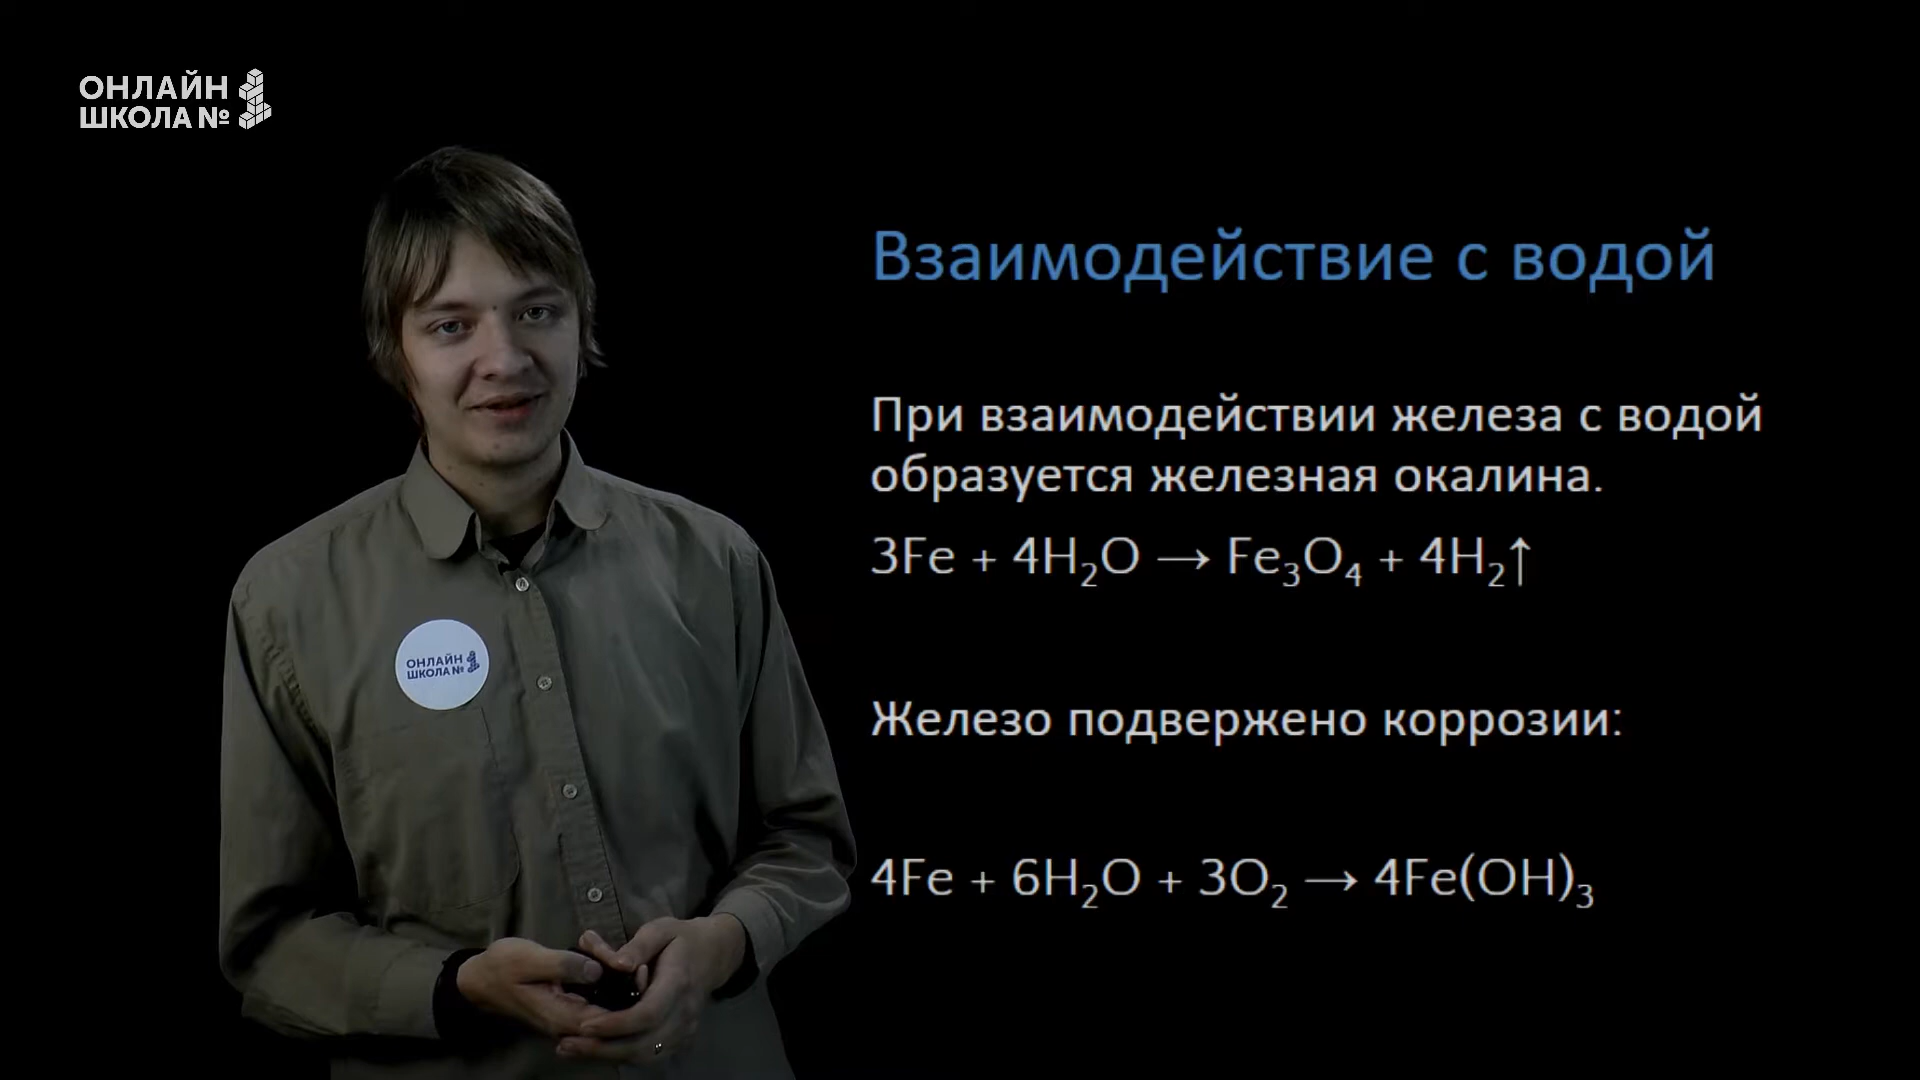 ОНЛАЙН
ШКОЛА №
Взаимодействие с водой
При взаимодействии железа с водой
образуется железная окалина.
3Fe + 4H₂O → Fe₃O₄ + 4H₂↑
ОНЛАЙН
ШКОЛА №
Железо подвержено коррозии:
4Fe + 6H₂O + 3O₂ → 4Fe(OH)₃